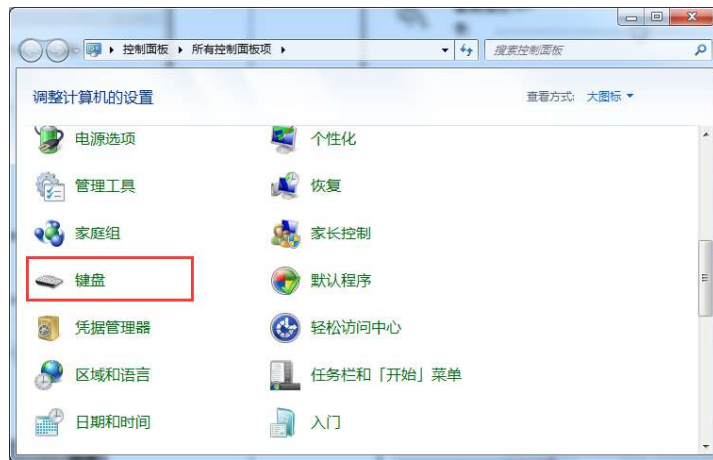 控制面板 所有控制面板项
搜索控制面板
调整计算机的设置
查看方式: 大图标
电源选项 个性化
管理工具 恢复
家庭组 家长控制
键盘 默认程序
凭据管理器 轻松访问中心
区域和语言 任务栏和「开始」菜单
日期和时间 入门